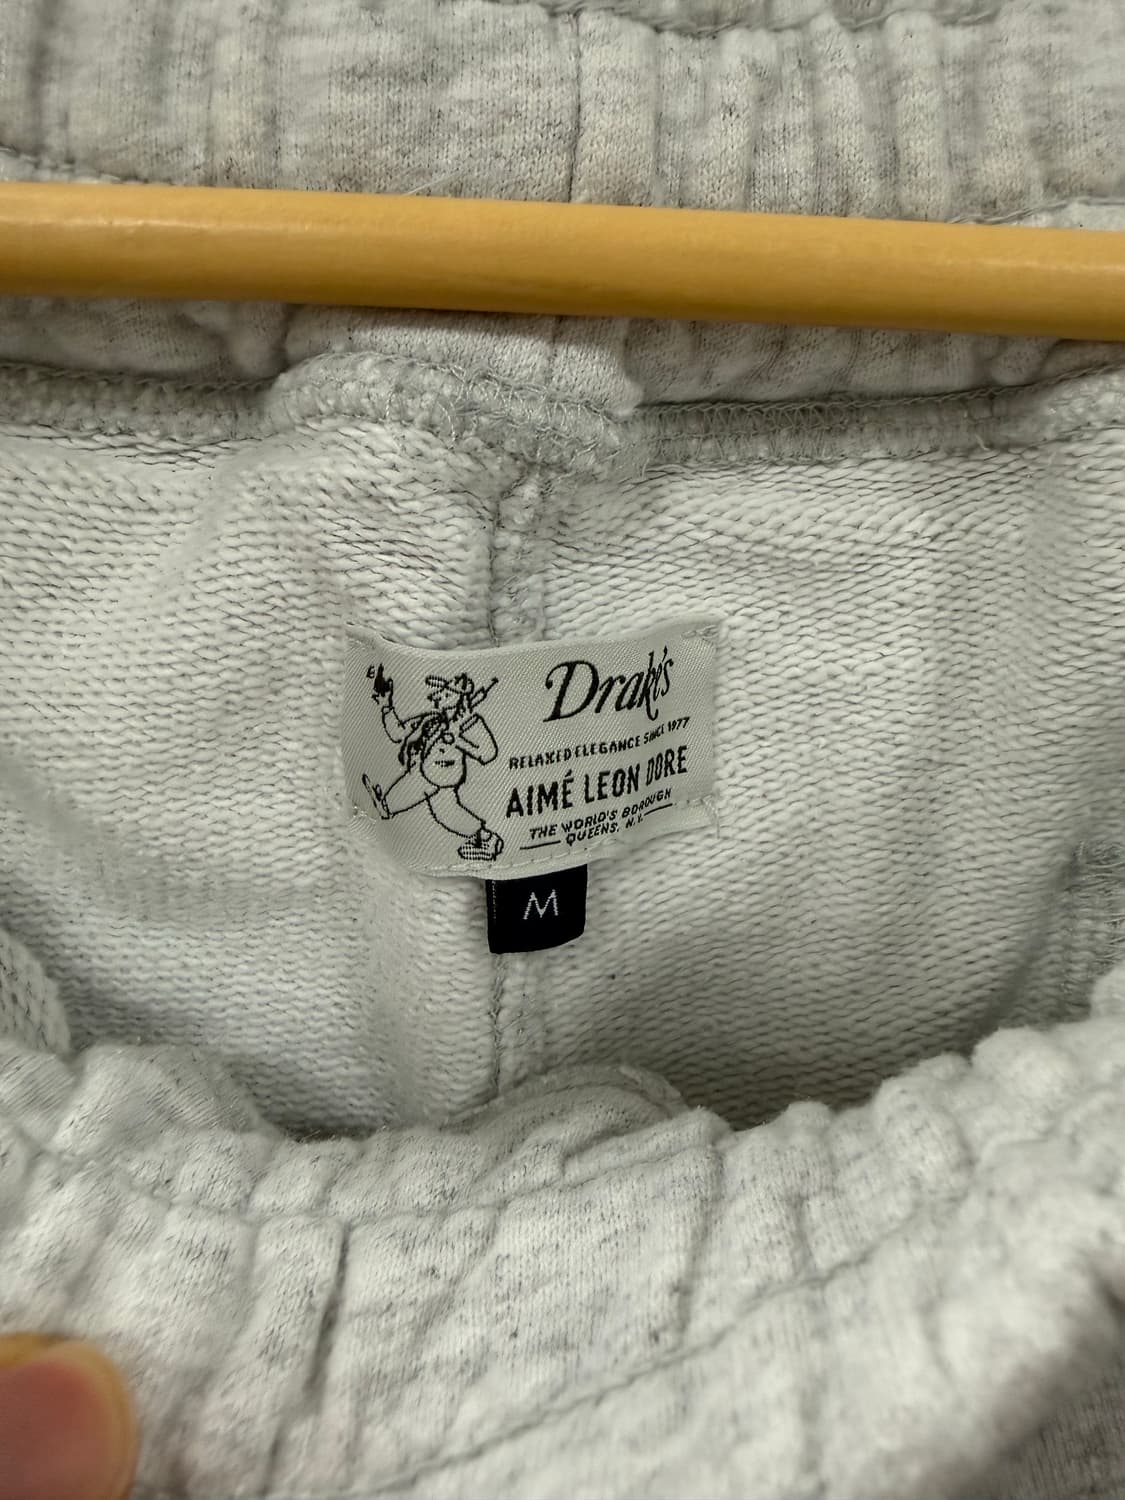 Drake's
RELAXED ELEGANCE SINCE 1977
AIMÉ LEON DORE
THE WORLD'S BOROUGH
QUEENS, N.Y.
M